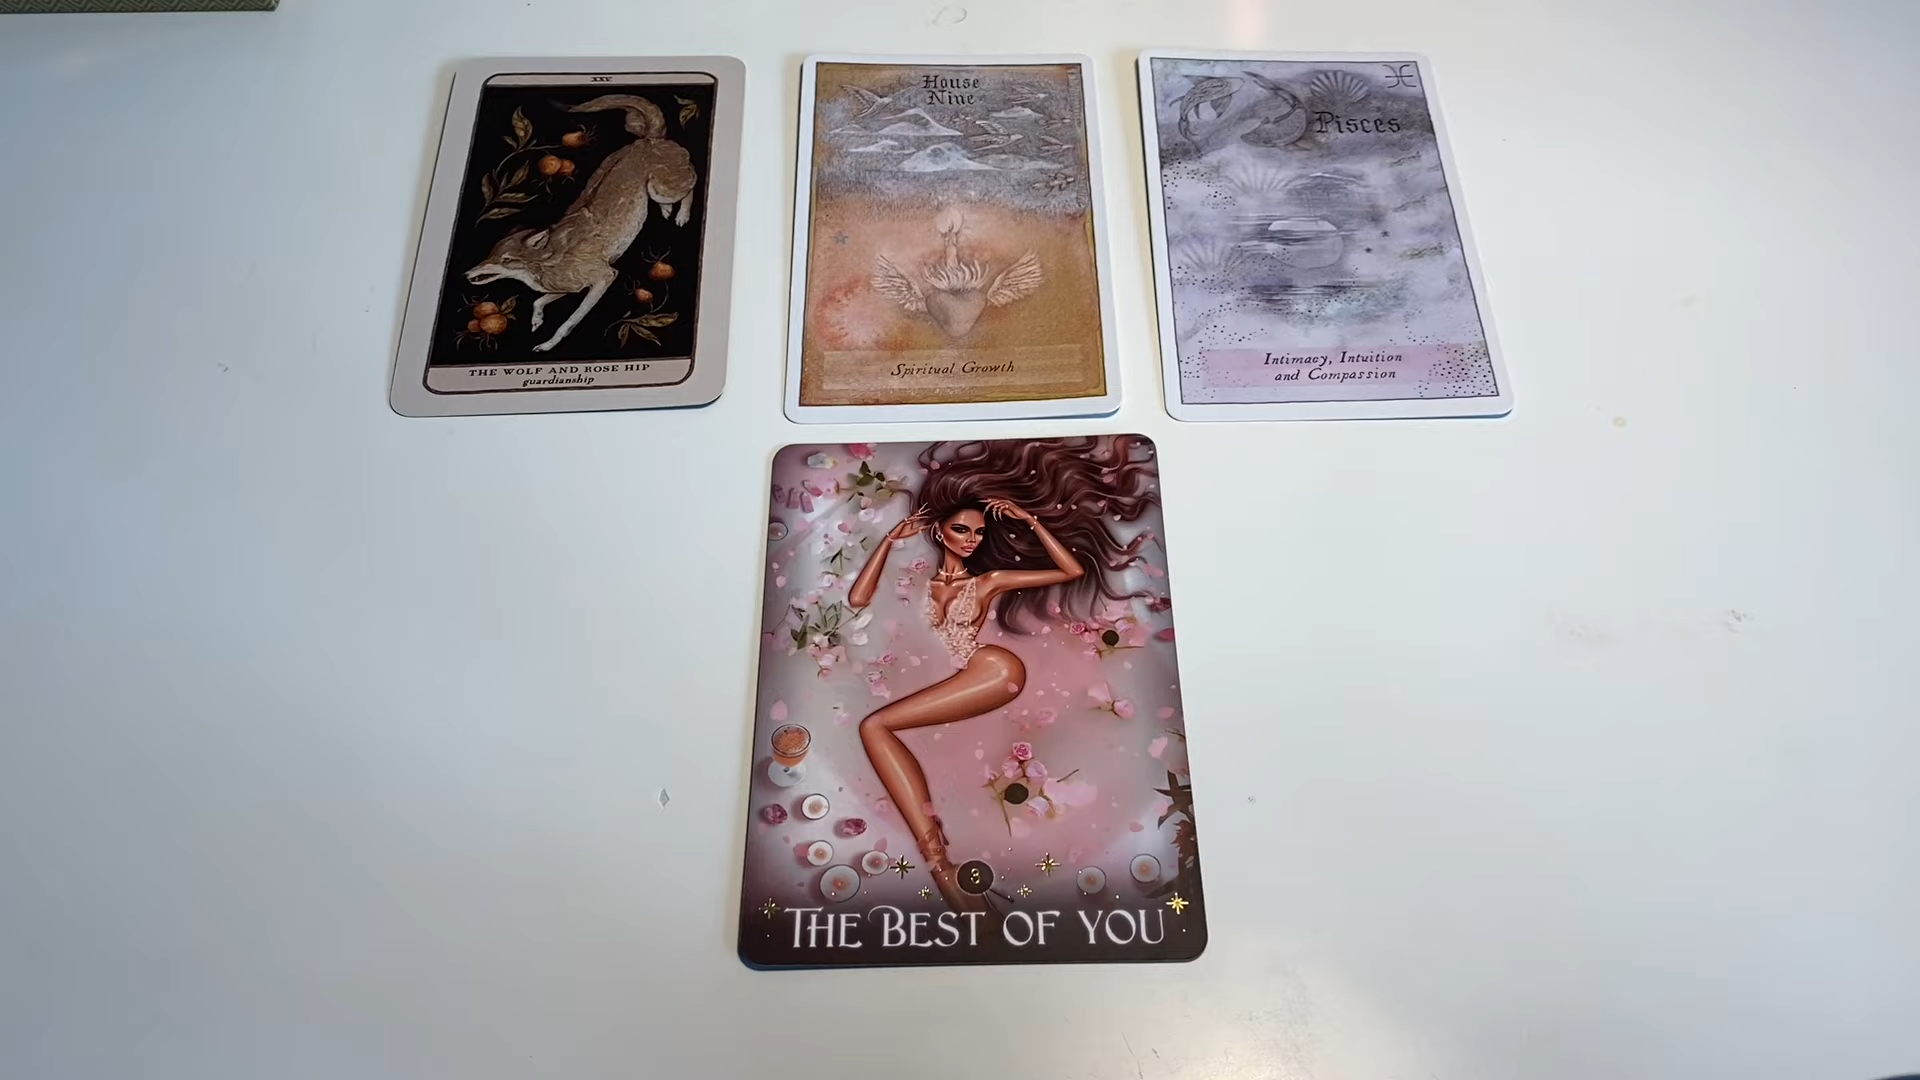 XXV
THE WOLF AND ROSE HIP
guardianship
House
Nine
Spiritual Growth
Pisces
Intimacy, Intuition
and Compassion
3
THE BEST OF YOU